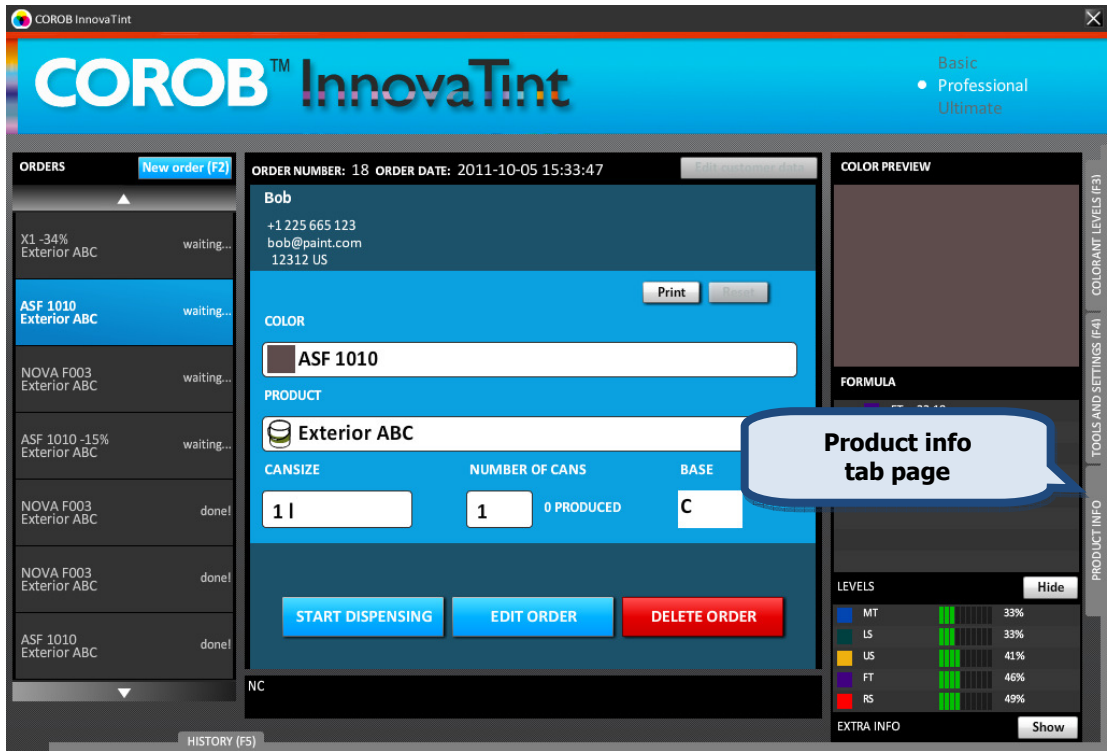 COROB InnovaTint
COROB™ InnovaTint
Basic
Professional
Ultimate
ORDERS
New order (F2)
X1 -34%
Exterior ABC
waiting...
ASF 1010
Exterior ABC
waiting...
NOVA F003
Exterior ABC
waiting...
ASF 1010 -15%
Exterior ABC
waiting...
NOVA F003
Exterior ABC
done!
NOVA F003
Exterior ABC
done!
ASF 1010
Exterior ABC
done!
ORDER NUMBER: 18 ORDER DATE: 2011-10-05 15:33:47
Edit customer data
Bob
+1 225 665 123
bob@paint.com
12312 US
Print
Reset
COLOR
ASF 1010
PRODUCT
Exterior ABC
CANSIZE
NUMBER OF CANS
BASE
1 l
1
0 PRODUCED
C
START DISPENSING
EDIT ORDER
DELETE ORDER
NC
COLOR PREVIEW
FORMULA
Product info
tab page
LEVELS
Hide
MT 33%
LS 33%
US 41%
FT 46%
RS 49%
EXTRA INFO
Show
COLORANT LEVELS (F3)
TOOLS AND SETTINGS (F4)
PRODUCT INFO
HISTORY (F5)